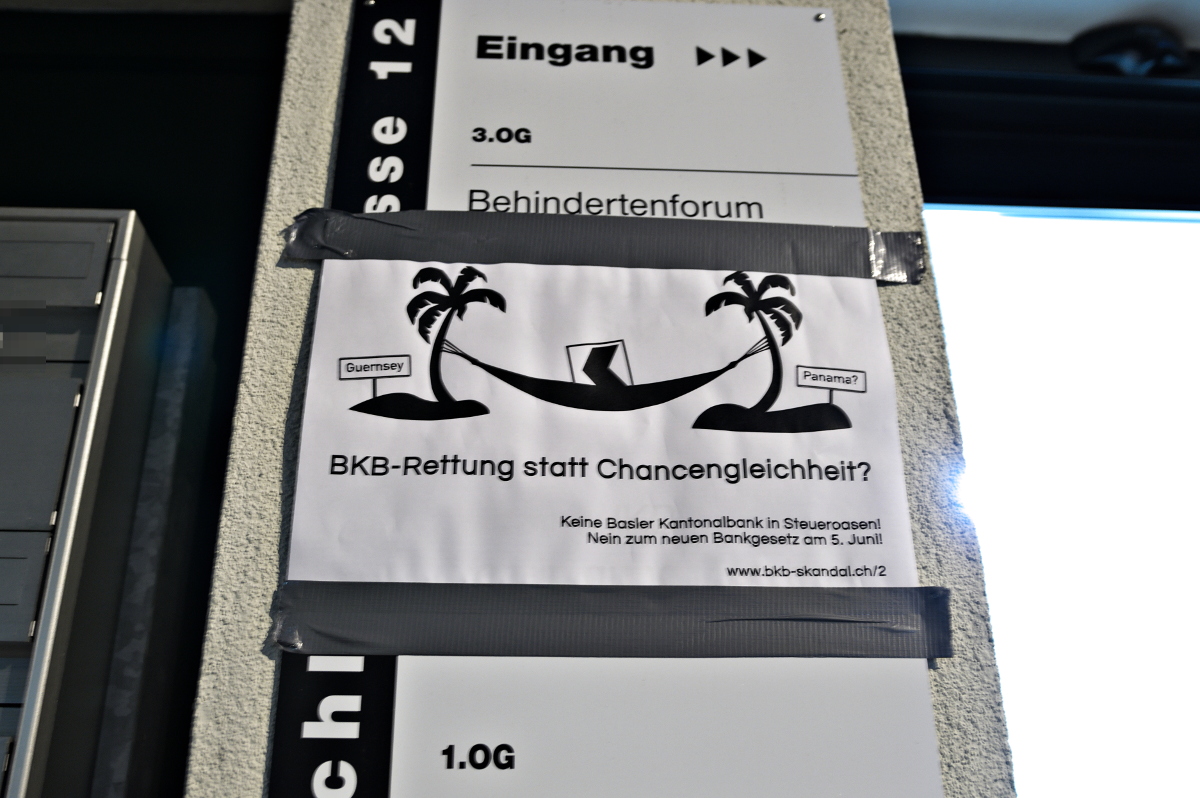 Eingang ▶▶▶
3.OG
Behindertenforum
sse 12
Guernsey
Panama?
BKB-Rettung statt Chancengleichheit?
Keine Basler Kantonalbank in Steueroasen!
Nein zum neuen Bankgesetz am 5. Juni!
www.bkb-skandal.ch/2
ch
1.OG